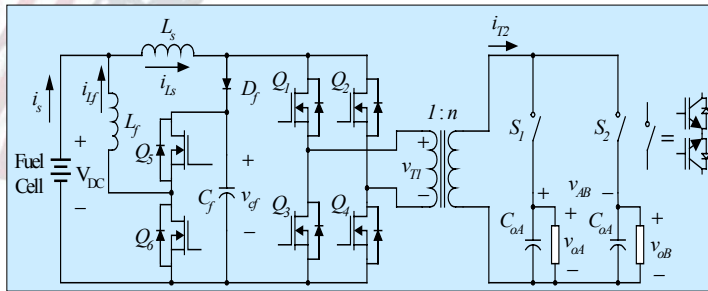 L_s
i_T2
i_s
i_Lf
i_Ls
D_f
Q_1
Q_2
1:n
L_f
S_1
S_2
=
Fuel
Cell
+
V_DC
−
Q_5
+
v_T1
−
+
v_AB
−
C_f
+
v_cf
−
Q_3
Q_4
Q_6
C_oA
+
v_oA
−
C_oA
+
v_oB
−